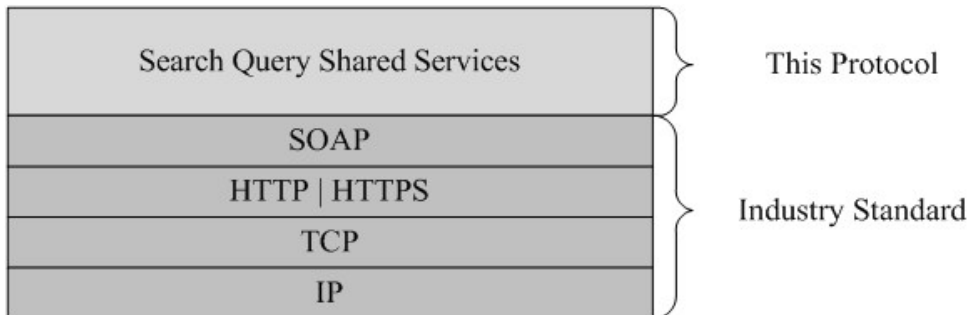 Search Query Shared Services
This Protocol
SOAP
HTTP | HTTPS
TCP
IP
Industry Standard